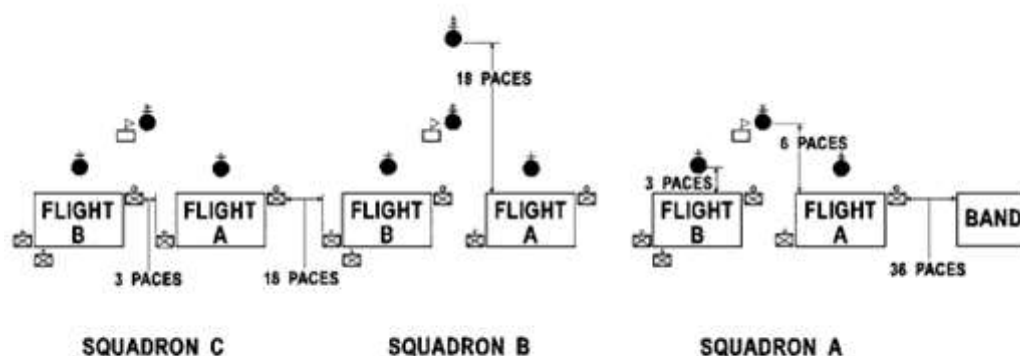 18 PACES
6 PACES
3 PACES
FLIGHT
B
FLIGHT
A
FLIGHT
B
FLIGHT
A
FLIGHT
B
FLIGHT
A
BAND
3 PACES
18 PACES
36 PACES
SQUADRON C
SQUADRON B
SQUADRON A